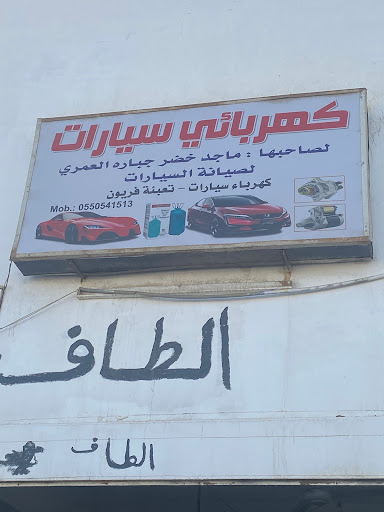 كهربائي سيارات
لصاحبها : ماجد خضر جباره العمري
لصيانة السيارات
كهرباء سيارات - تعبئة فريون
Mob.: 0550541513
الطاف
الطاف